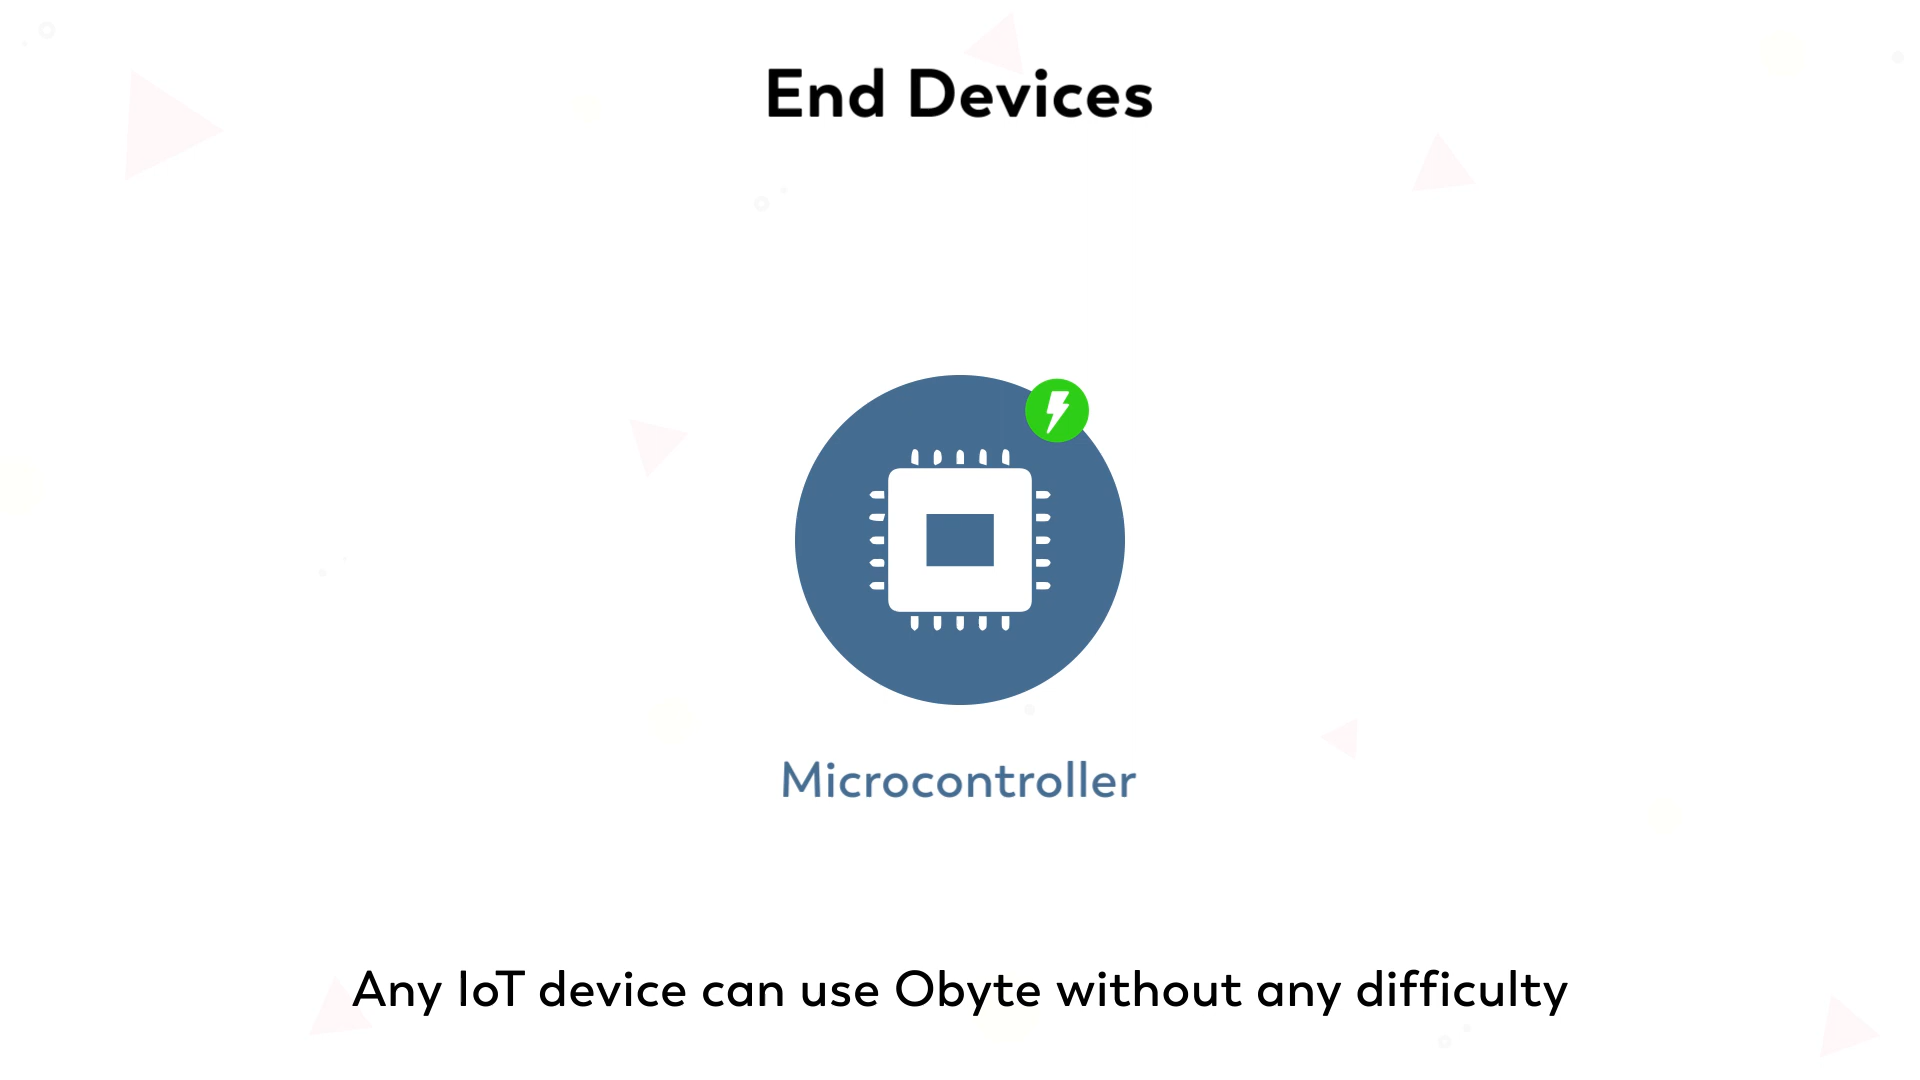 End Devices
Microcontroller
Any IoT device can use Obyte without any difficulty